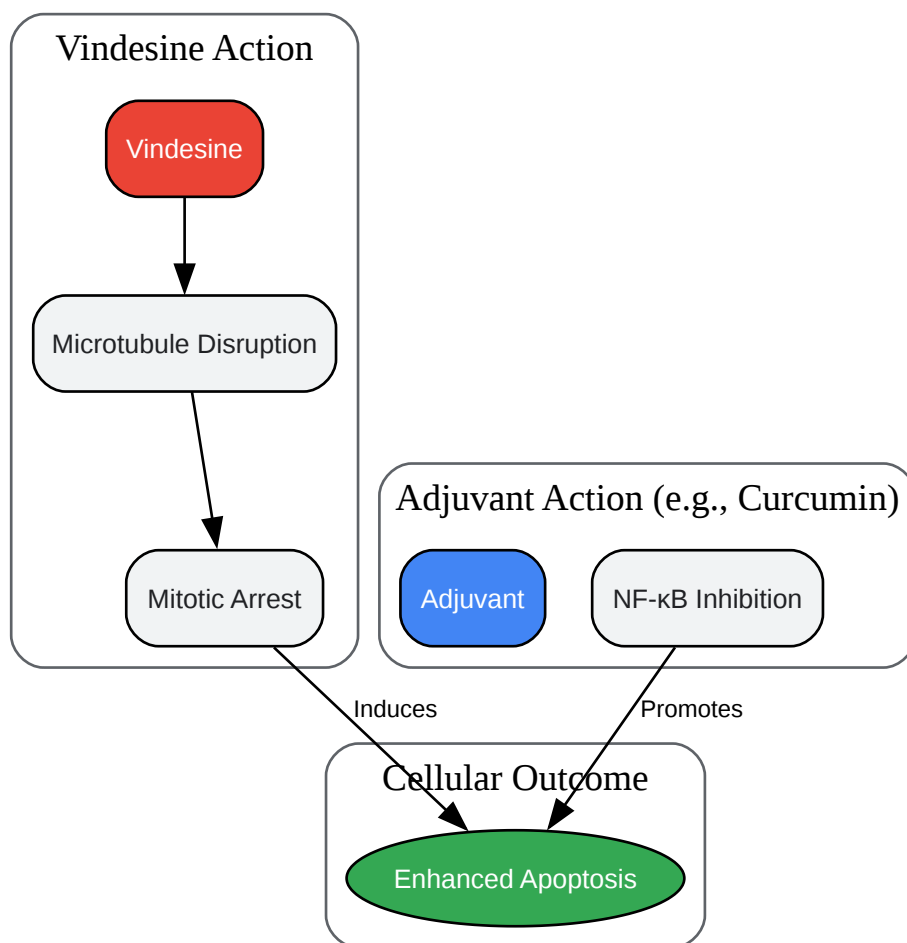 Vindesine Action
Vindesine
Microtubule Disruption
Mitotic Arrest
Adjuvant Action (e.g., Curcumin)
Adjuvant
NF-κB Inhibition
Induces
Promotes
Cellular Outcome
Enhanced Apoptosis